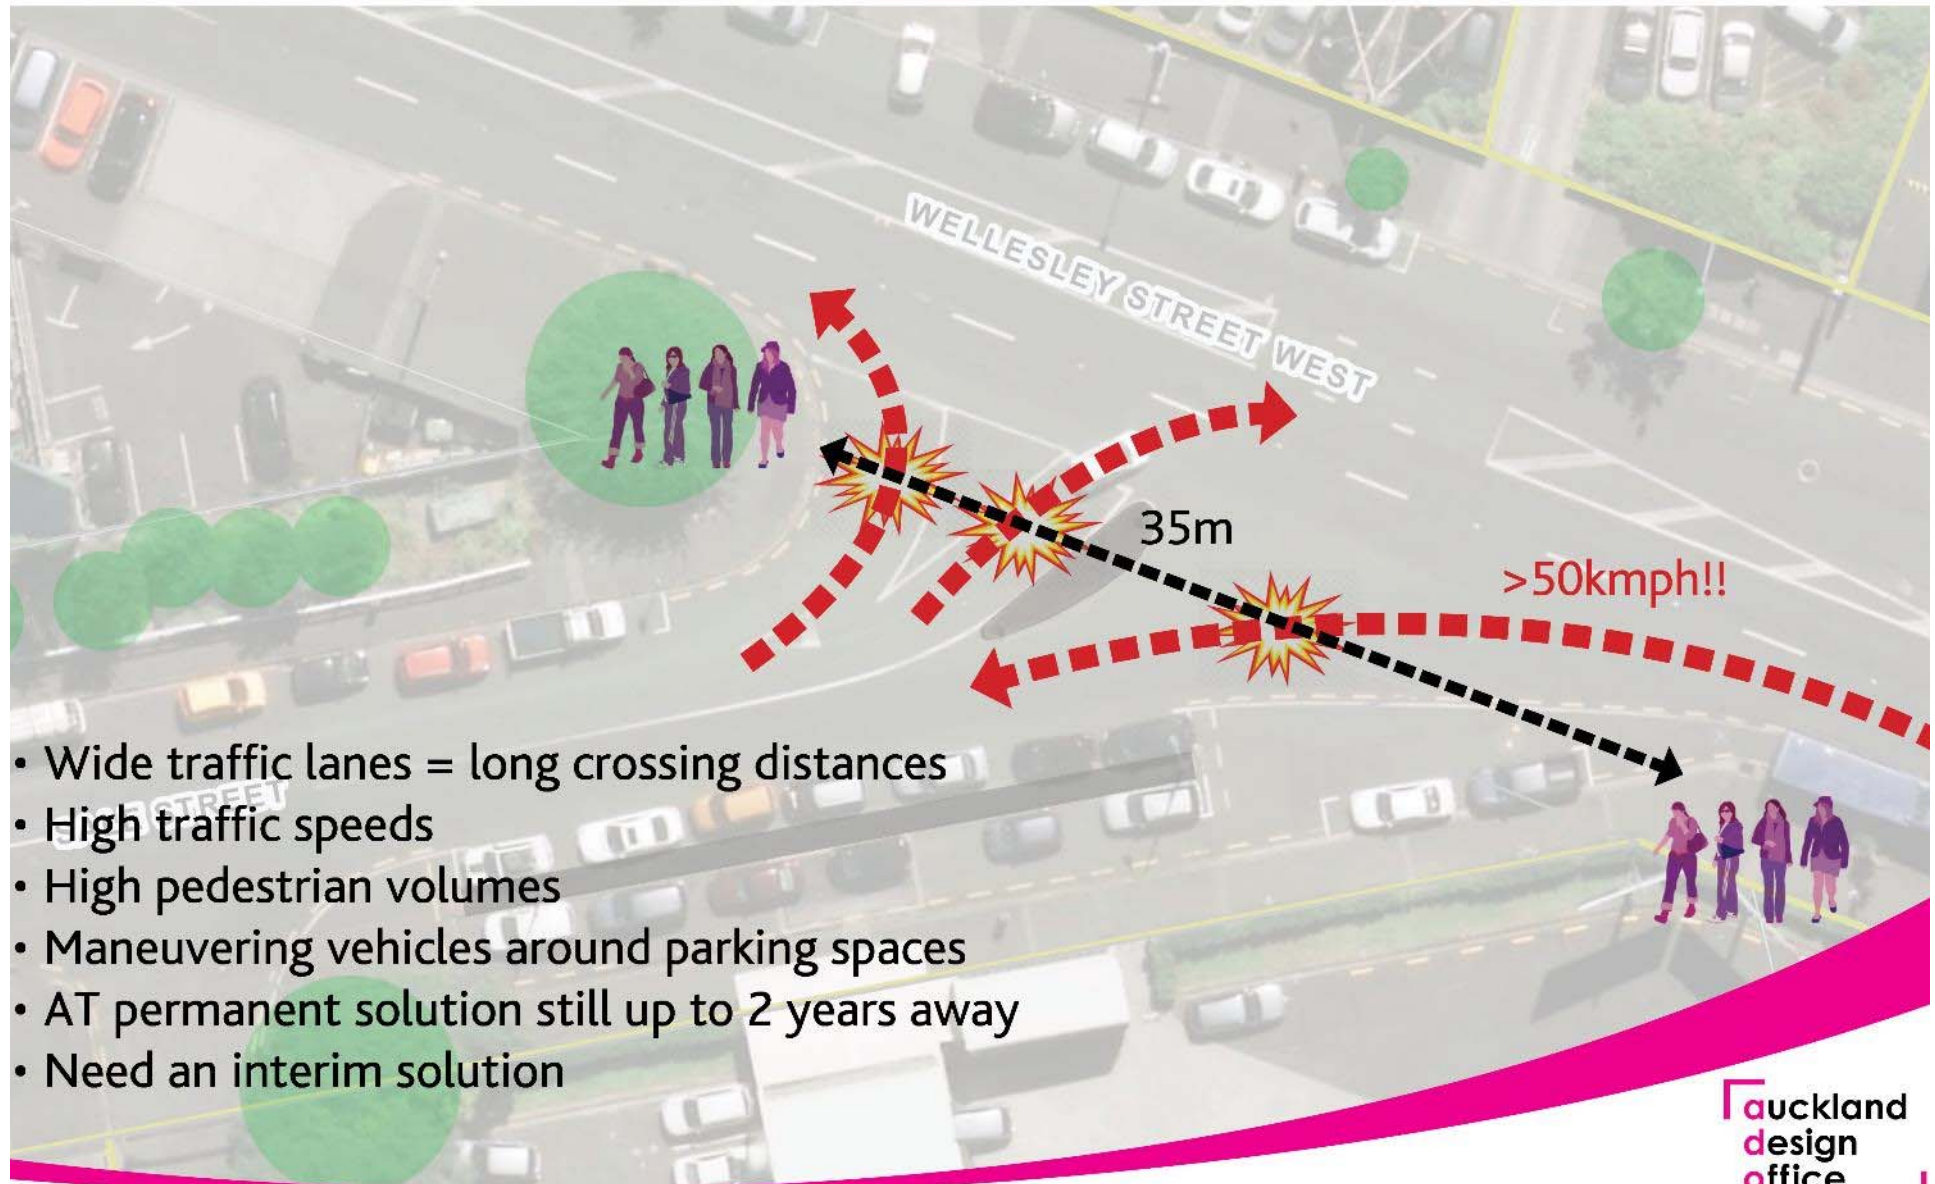 WELLESLEY STREET WEST
35m
>50kmph!!
• Wide traffic lanes = long crossing distances
STREET
• High traffic speeds
• High pedestrian volumes
• Maneuvering vehicles around parking spaces
• AT permanent solution still up to 2 years away
• Need an interim solution
auckland
design
office